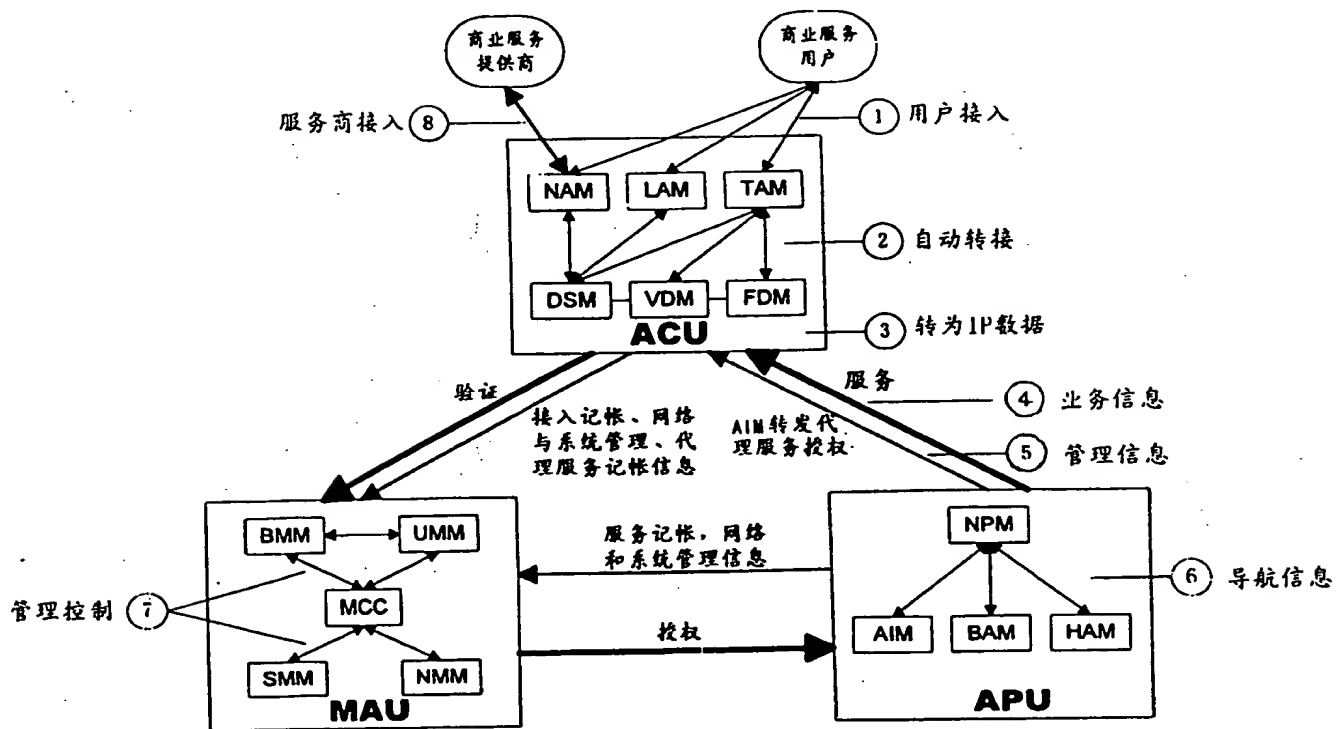 商业服务
提供商
商业服务
用户
服务商接入 8
1 用户接入
NAM
LAM
TAM
2 自动转接
DSM
VDM
FDM
ACU
3 转为IP数据
验证
服务
4 业务信息
接入记帐、网络
与系统管理、代
理服务记帐信息
AIM转发代
理服务授权
5 管理信息
BMM
UMM
MCC
SMM
NMM
MAU
管理控制 7
服务记帐,网络
和系统管理信息
授权
NPM
6 导航信息
AIM
BAM
HAM
APU